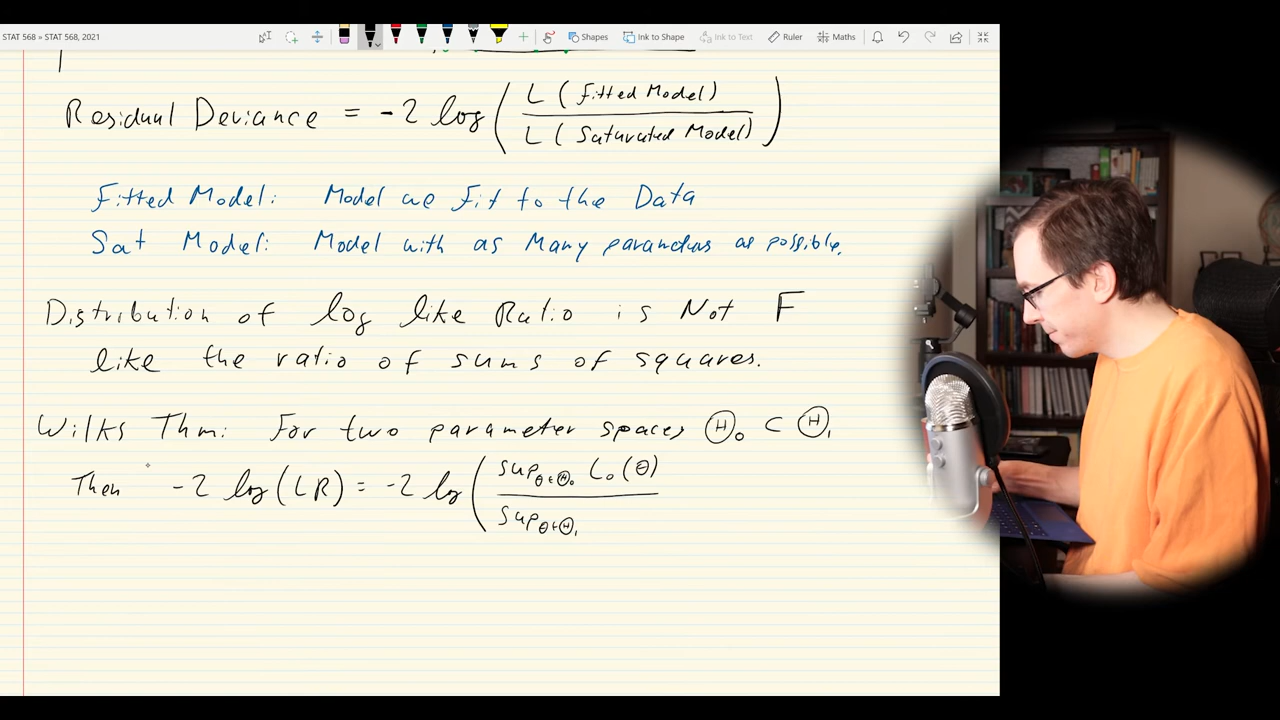 STAT 568 » STAT 568, 2021
Shapes Ink to Shape Ink to Text Ruler Maths
Residual Deviance = -2 log( L ( Fitted Model) / L ( Saturated Model) )
Fitted Model: Model we Fit to the Data
Sat Model: Model with as Many parameters as possible.
Distribution of log like Ratio is Not F
like the ratio of sums of squares.
Wilks Thm: For two parameter spaces Θ₀ ⊂ Θ₁
Then -2 log(LR) = -2 log( sup_{θ∈Θ₀} L₀(θ) / sup_{θ∈Θ₁}